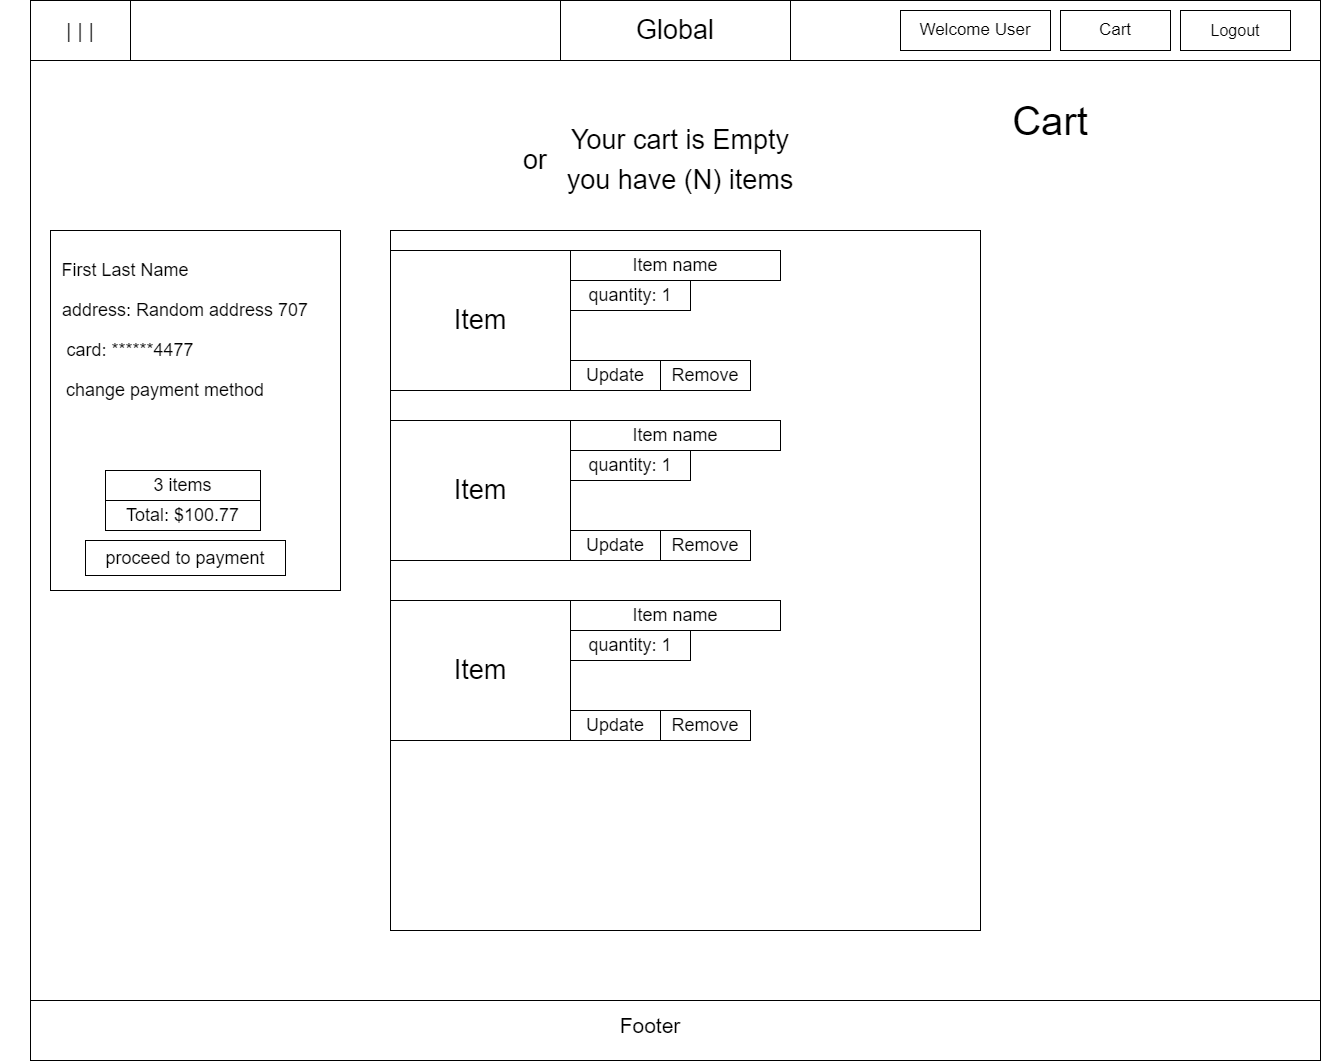 | | |
Global
Welcome User
Cart
Logout
Cart
Your cart is Empty
or
you have (N) items
First Last Name
address: Random address 707
card: ******4477
change payment method
3 items
Total: $100.77
proceed to payment
Item
Item name
quantity: 1
Update
Remove
Item
Item name
quantity: 1
Update
Remove
Item
Item name
quantity: 1
Update
Remove
Footer